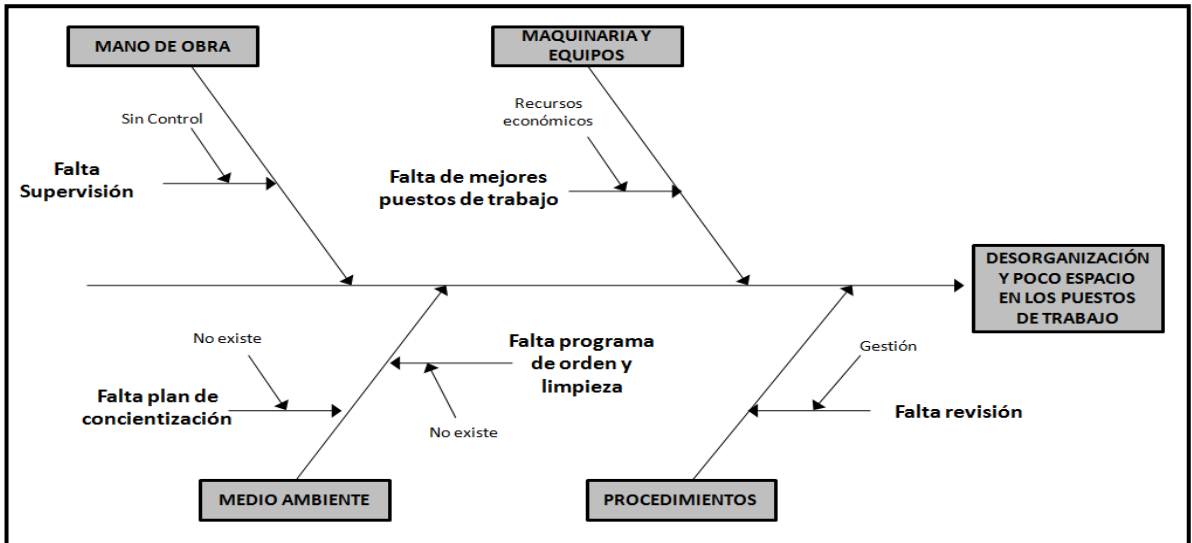 MANO DE OBRA
MAQUINARIA Y
EQUIPOS
Sin Control
Recursos
económicos
Falta
Supervisión
Falta de mejores
puestos de trabajo
DESORGANIZACIÓN
Y POCO ESPACIO
EN LOS PUESTOS
DE TRABAJO
No existe
Falta plan de
concientización
Falta programa
de orden y
limpieza
No existe
Gestión
Falta revisión
MEDIO AMBIENTE
PROCEDIMIENTOS